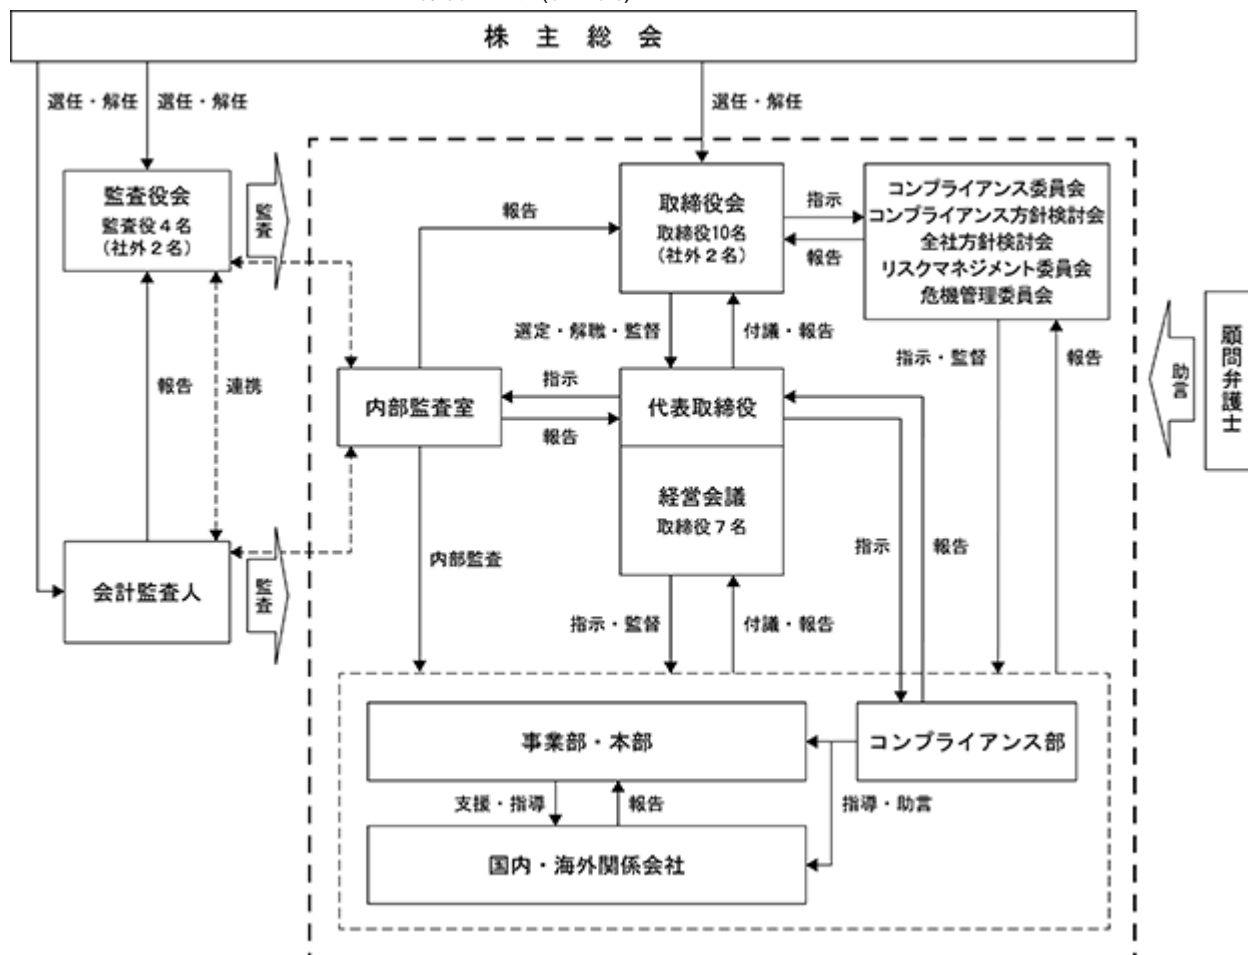 株主総会
選任・解任
選任・解任
選任・解任
監査役会
監査役４名
（社外２名）
監査
報告
取締役会
取締役10名
（社外２名）
指示
報告
コンプライアンス委員会
コンプライアンス方針検討会
全社方針検討会
リスクマネジメント委員会
危機管理委員会
選定・解職・監督
付議・報告
指示・監督
報告
助言
顧問弁護士
報告
連携
内部監査室
指示
報告
代表取締役
経営会議
取締役７名
会計監査人
監査
内部監査
指示
報告
指示・監督
付議・報告
事業部・本部
コンプライアンス部
支援・指導
報告
指導・助言
国内・海外関係会社